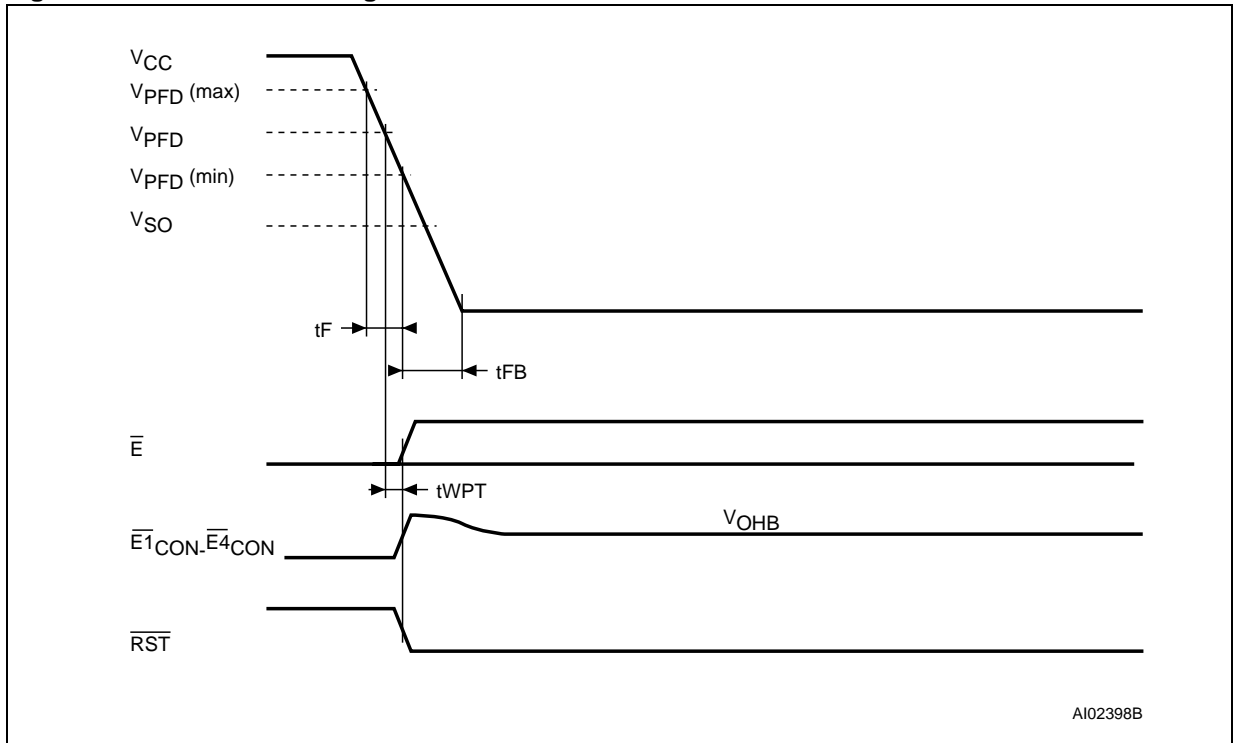 VCC
VPFD (max)
VPFD
VPFD (min)
VSO
tF
tFB
E
tWPT
VOHB
E1CON-E4CON
RST
AI02398B